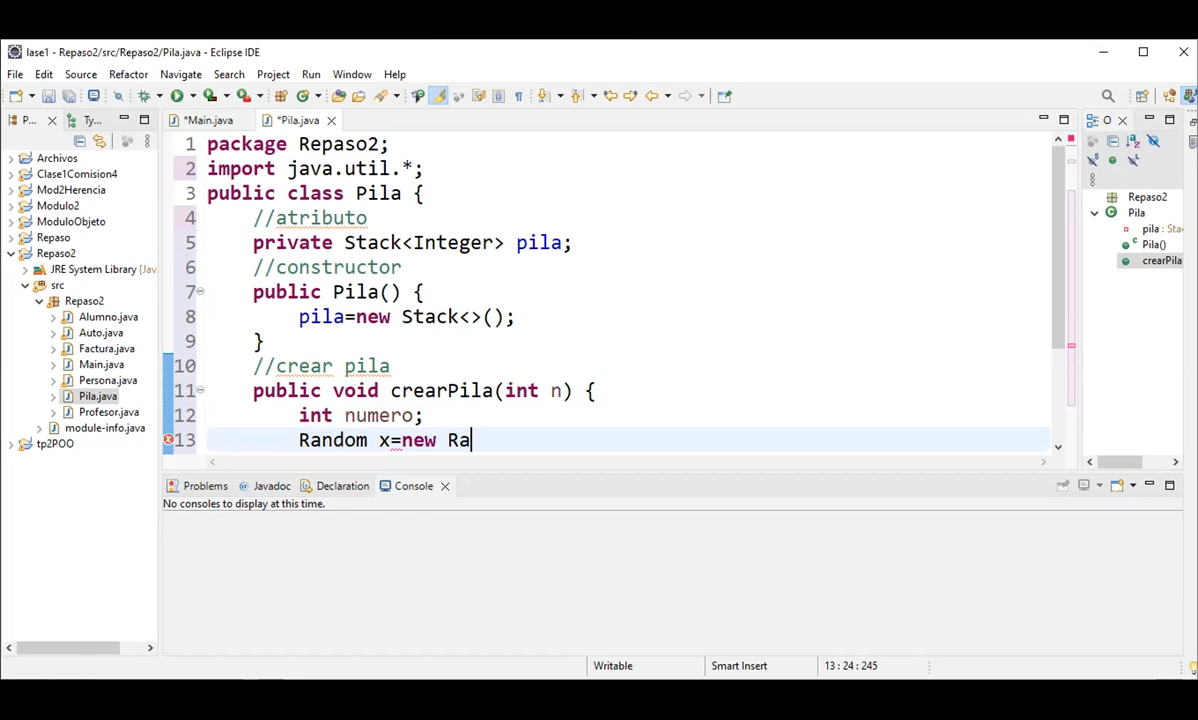 lase1 - Repaso2/src/Repaso2/Pila.java - Eclipse IDE
File Edit Source Refactor Navigate Search Project Run Window Help
P... Ty... *Main.java *Pila.java O
Archivos
Clase1Comision4
Mod2Herencia
Modulo2
ModuloObjeto
Repaso
Repaso2
JRE System Library [Jav
src
Repaso2
Alumno.java
Auto.java
Factura.java
Main.java
Persona.java
Pila.java
Profesor.java
module-info.java
tp2POO
1 package Repaso2;
2 import java.util.*;
3 public class Pila {
4 //atributo
5 private Stack<Integer> pila;
6 //constructor
7 public Pila() {
8 pila=new Stack<>();
9 }
10 //crear pila
11 public void crearPila(int n) {
12 int numero;
13 Random x=new Ra
Repaso2
Pila
pila : Sta
Pila()
crearPila
Problems @ Javadoc Declaration Console
No consoles to display at this time.
Writable Smart Insert 13 : 24 : 245